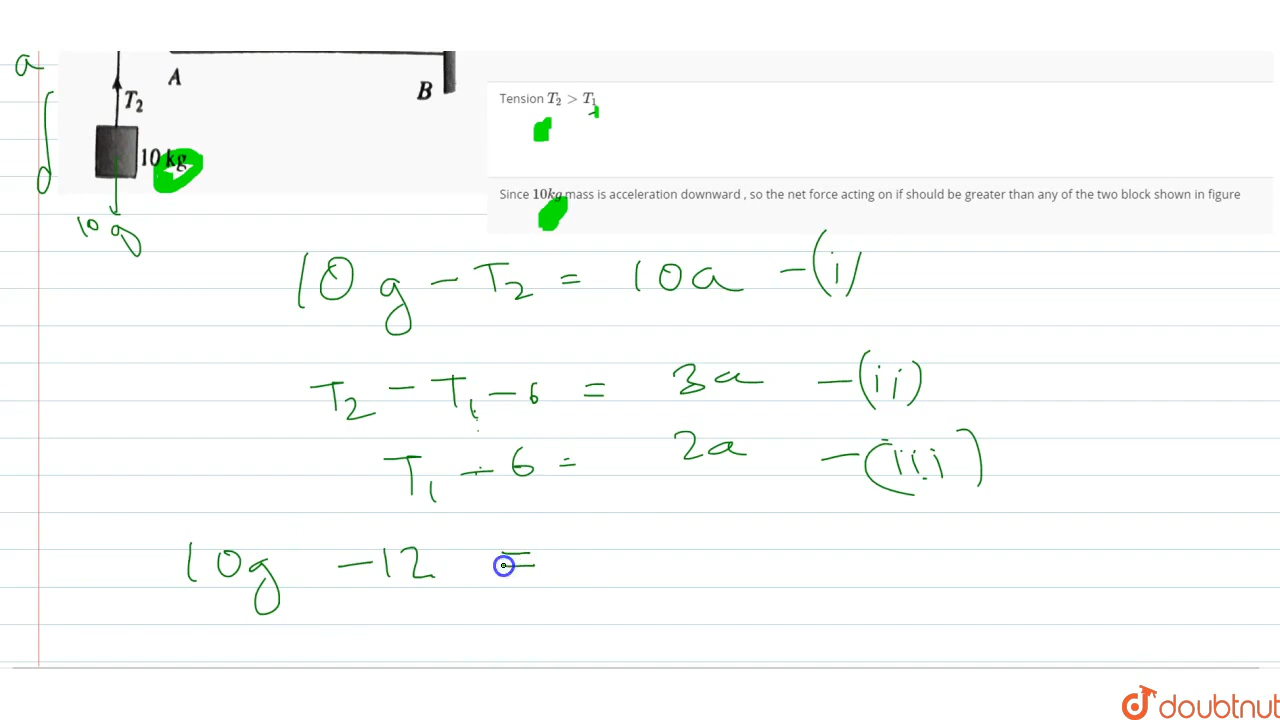 a
A
B
T₂
10 kg
10 g
Tension T₂ > T₁
Since 10kg mass is acceleration downward , so the net force acting on if should be greater than any of the two block shown in figure
10 g - T₂ = 10a -(i)
T₂ - T₁ - 6 = 3a -(ii)
T₁ - 6 = 2a -(iii)
10g -12 =
doubtnut